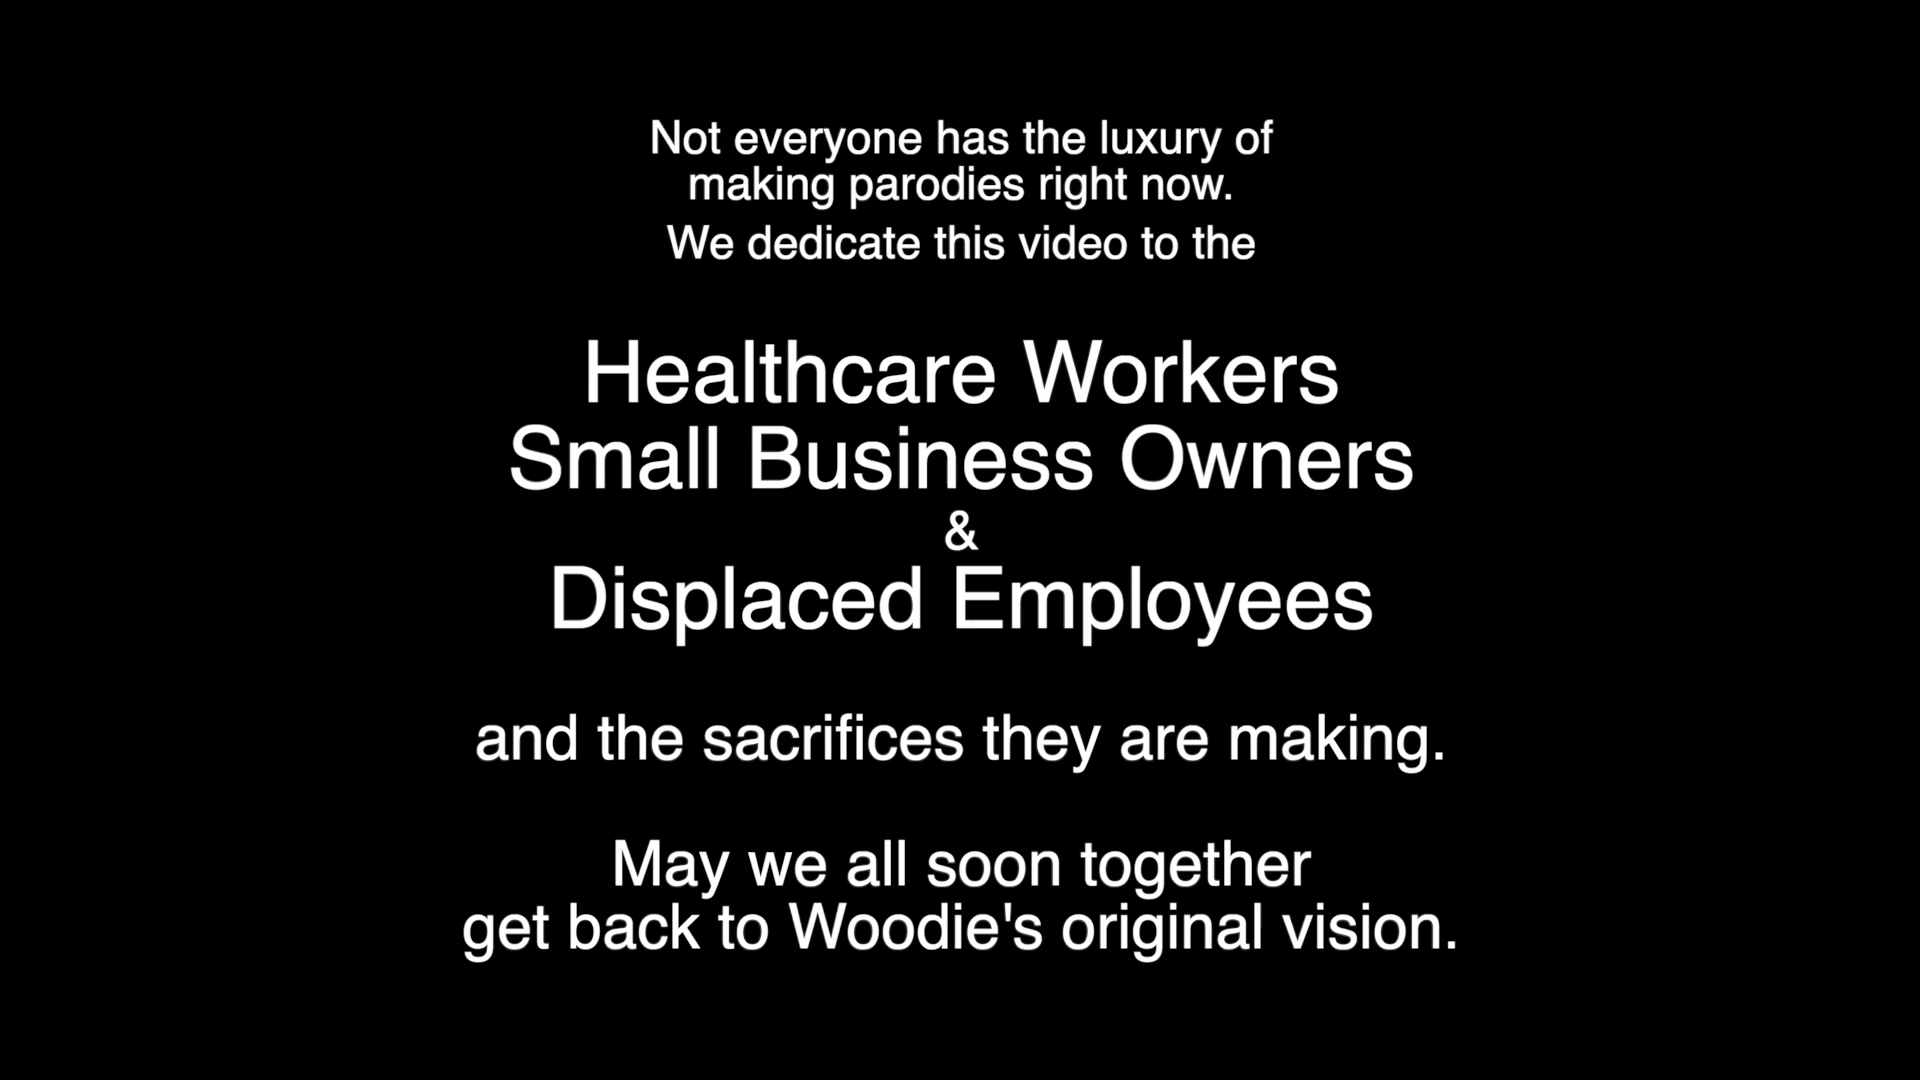 Not everyone has the luxury of
making parodies right now.
We dedicate this video to the
Healthcare Workers
Small Business Owners
&
Displaced Employees
and the sacrifices they are making.
May we all soon together
get back to Woodie's original vision.